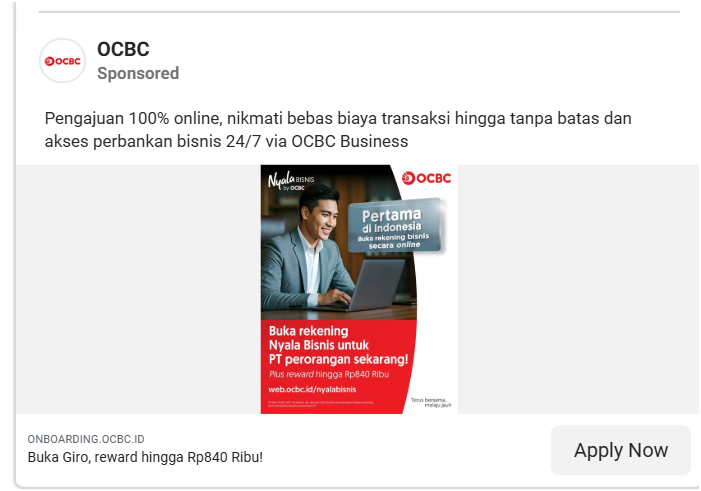 OCBC
OCBC
Sponsored
Pengajuan 100% online, nikmati bebas biaya transaksi hingga tanpa batas dan
akses perbankan bisnis 24/7 via OCBC Business
Nyala BISNIS
by OCBC
OCBC
Pertama
di Indonesia
Buka rekening bisnis
secara online
Buka rekening
Nyala Bisnis untuk
PT perorangan sekarang!
Plus reward hingga Rp840 Ribu
web.ocbc.id/nyalabisnis
Terus bersama,
melaju jauh
ONBOARDING.OCBC.ID
Buka Giro, reward hingga Rp840 Ribu!
Apply Now